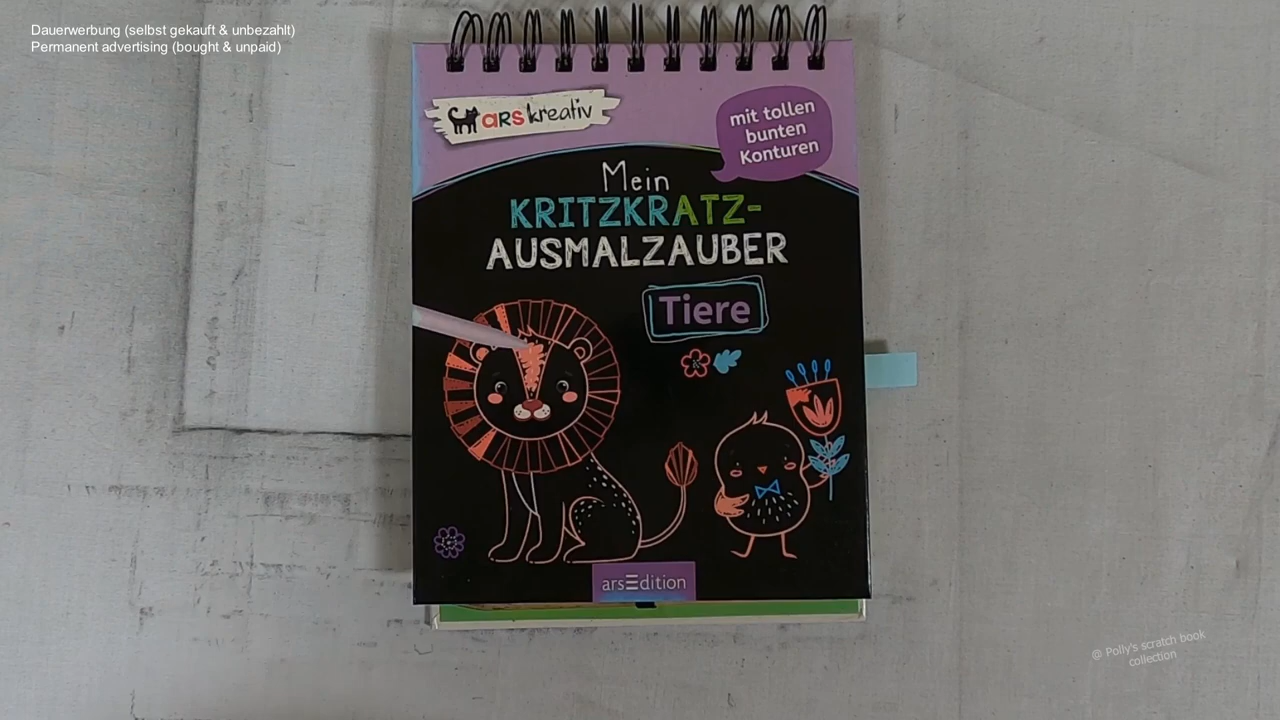 Dauerwerbung (selbst gekauft & unbezahlt)
Permanent advertising (bought & unpaid)
arskreativ
mit tollen
bunten
Konturen
Mein
KRITZKRATZ-
AUSMALZAUBER
Tiere
arsEdition
@ Polly's scratch book
collection